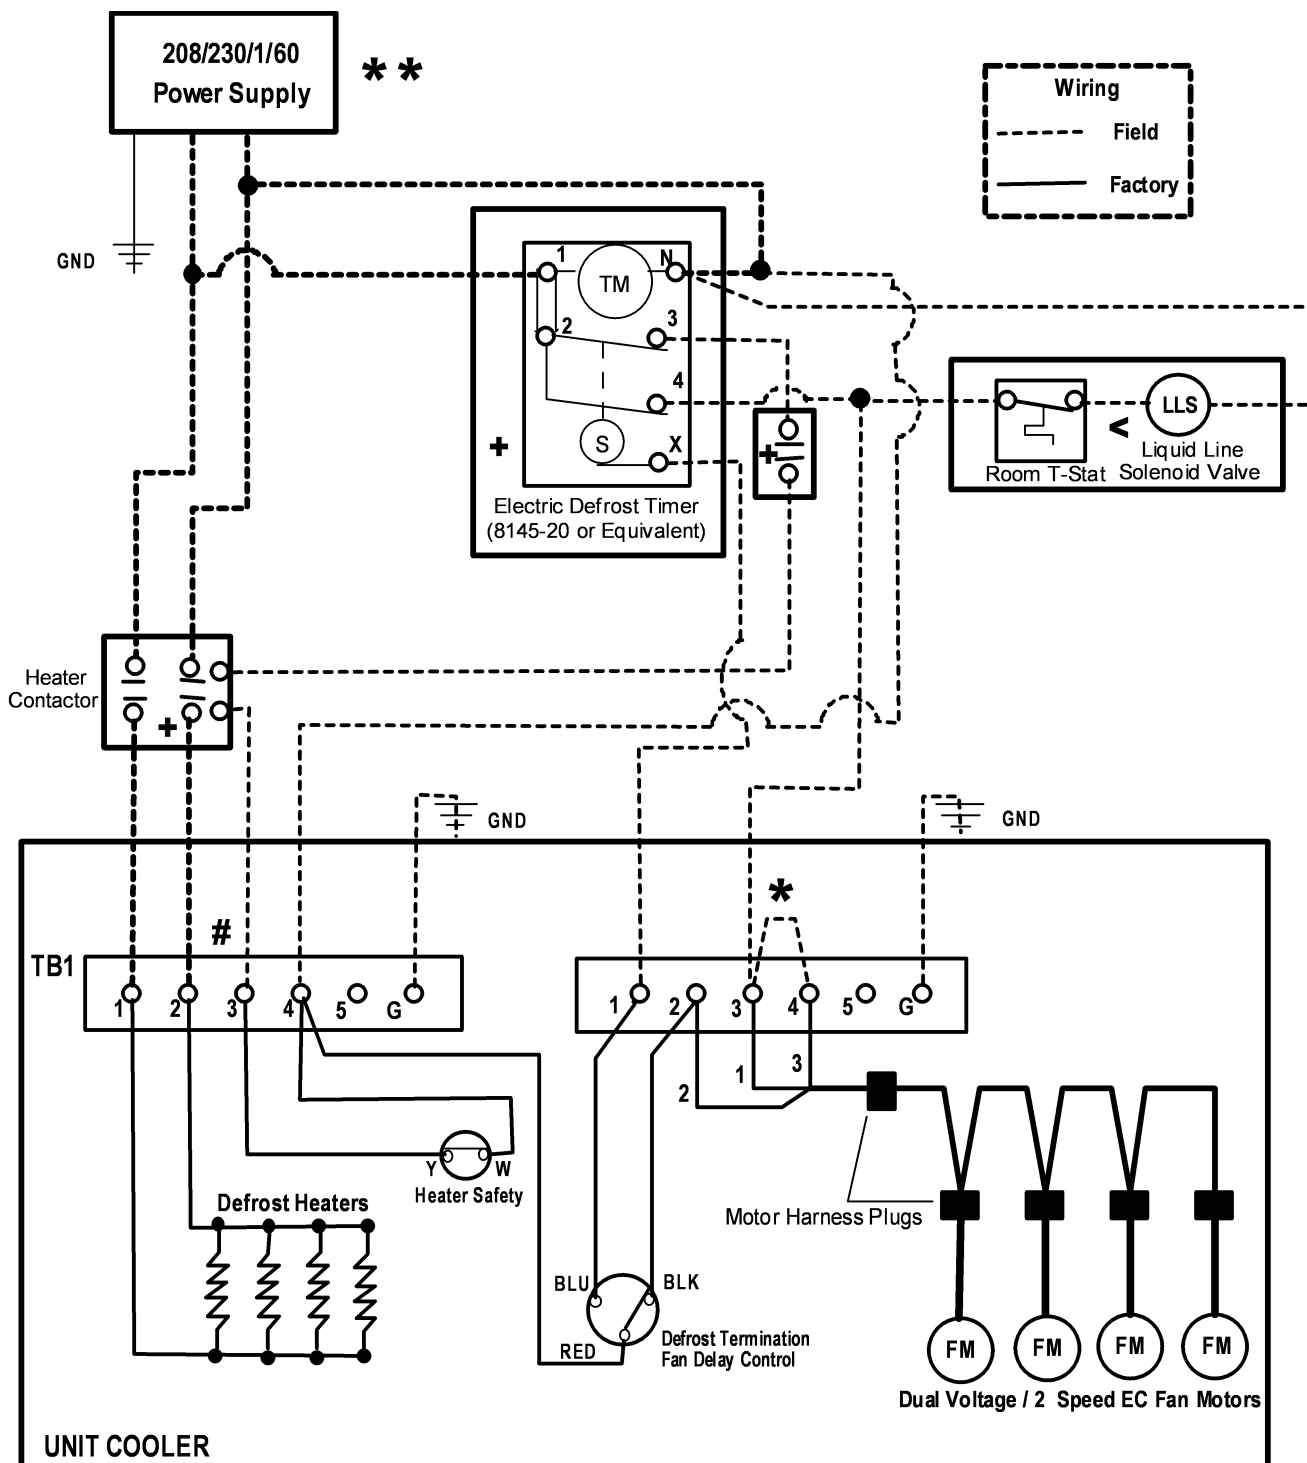 208/230/1/60
Power Supply
**
Wiring
Field
Factory
GND
1
TM
N
2
3
4
S
X
+
Electric Defrost Timer
(8145-20 or Equivalent)
+
<
LLS
Room T-Stat
Liquid Line
Solenoid Valve
Heater
Contactor
+
GND
GND
#
*
TB1
1 2 3 4 5 G
1 2 3 4 5 G
1
2
3
Y W
Heater Safety
Defrost Heaters
Motor Harness Plugs
BLU
BLK
RED
Defrost Termination
Fan Delay Control
FM FM FM FM
Dual Voltage / 2 Speed EC Fan Motors
UNIT COOLER